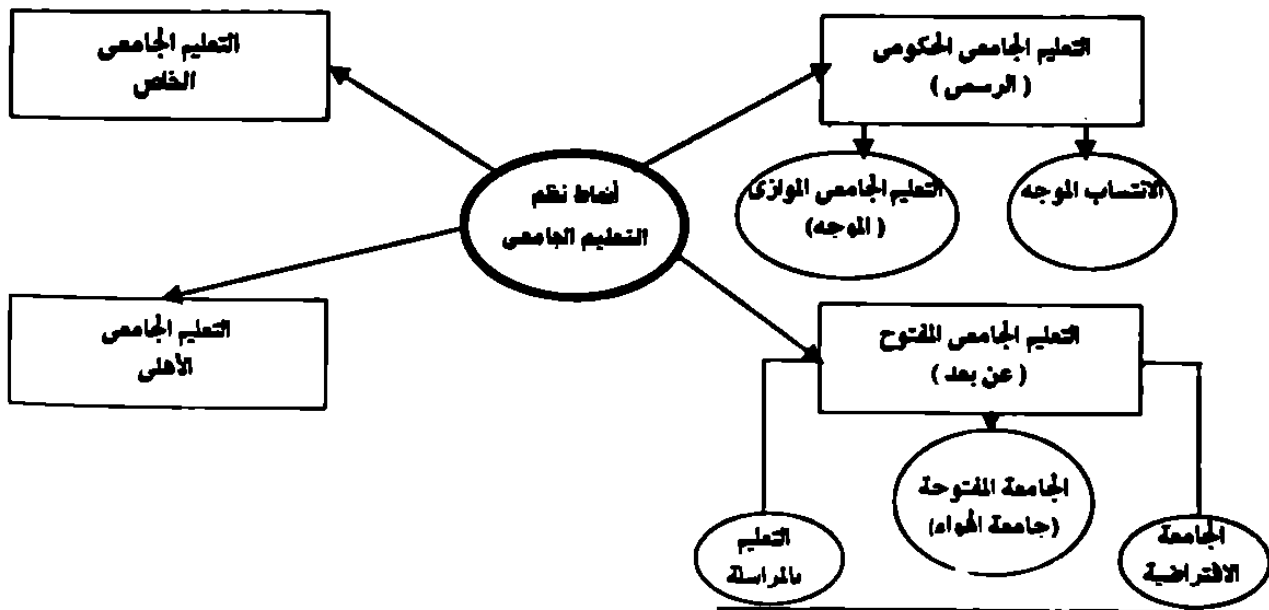 التعليم الجامعى الحكومى
( الرسمى )
التعليم الجامعى
الخاص
الانتساب الموجه
التعليم الجامعى الموازى
( الموجه)
أنماط نظم
التعليم الجامعى
التعليم الجامعى المفتوح
( عن بعد )
التعليم الجامعى
الأهلى
الجامعة المفتوحة
(جامعة الهواء)
الجامعة
الافتراضية
التعليم
بالمراسلة